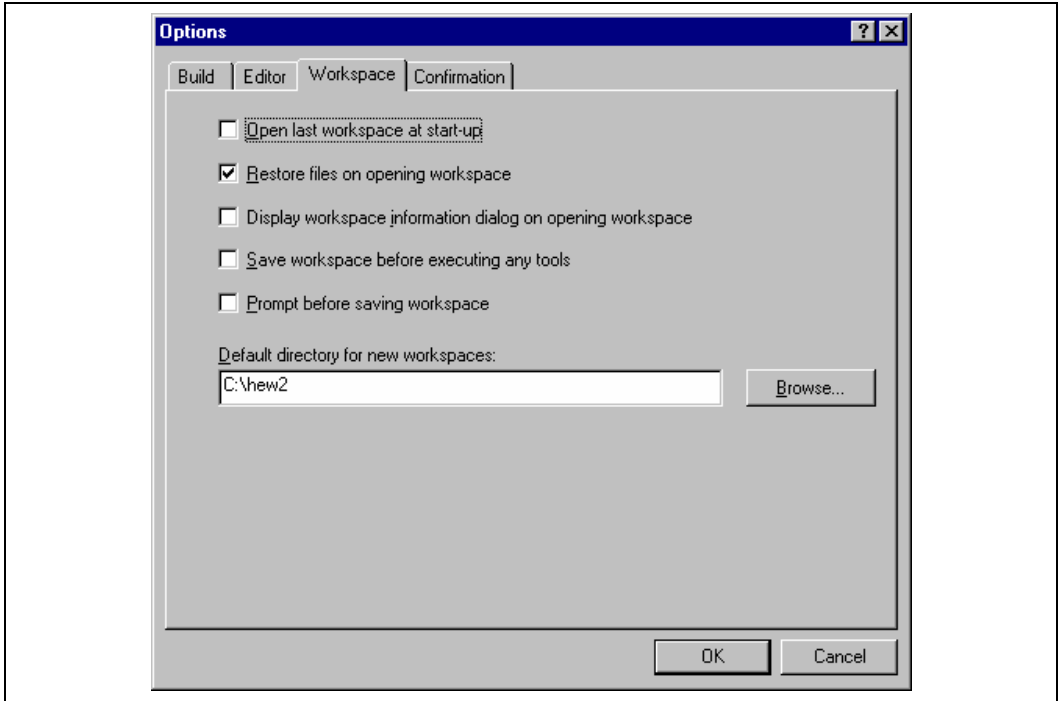 Options
Build Editor Workspace Confirmation
Open last workspace at start-up
Restore files on opening workspace
Display workspace information dialog on opening workspace
Save workspace before executing any tools
Prompt before saving workspace
Default directory for new workspaces:
C:\hew2 Browse...
OK Cancel